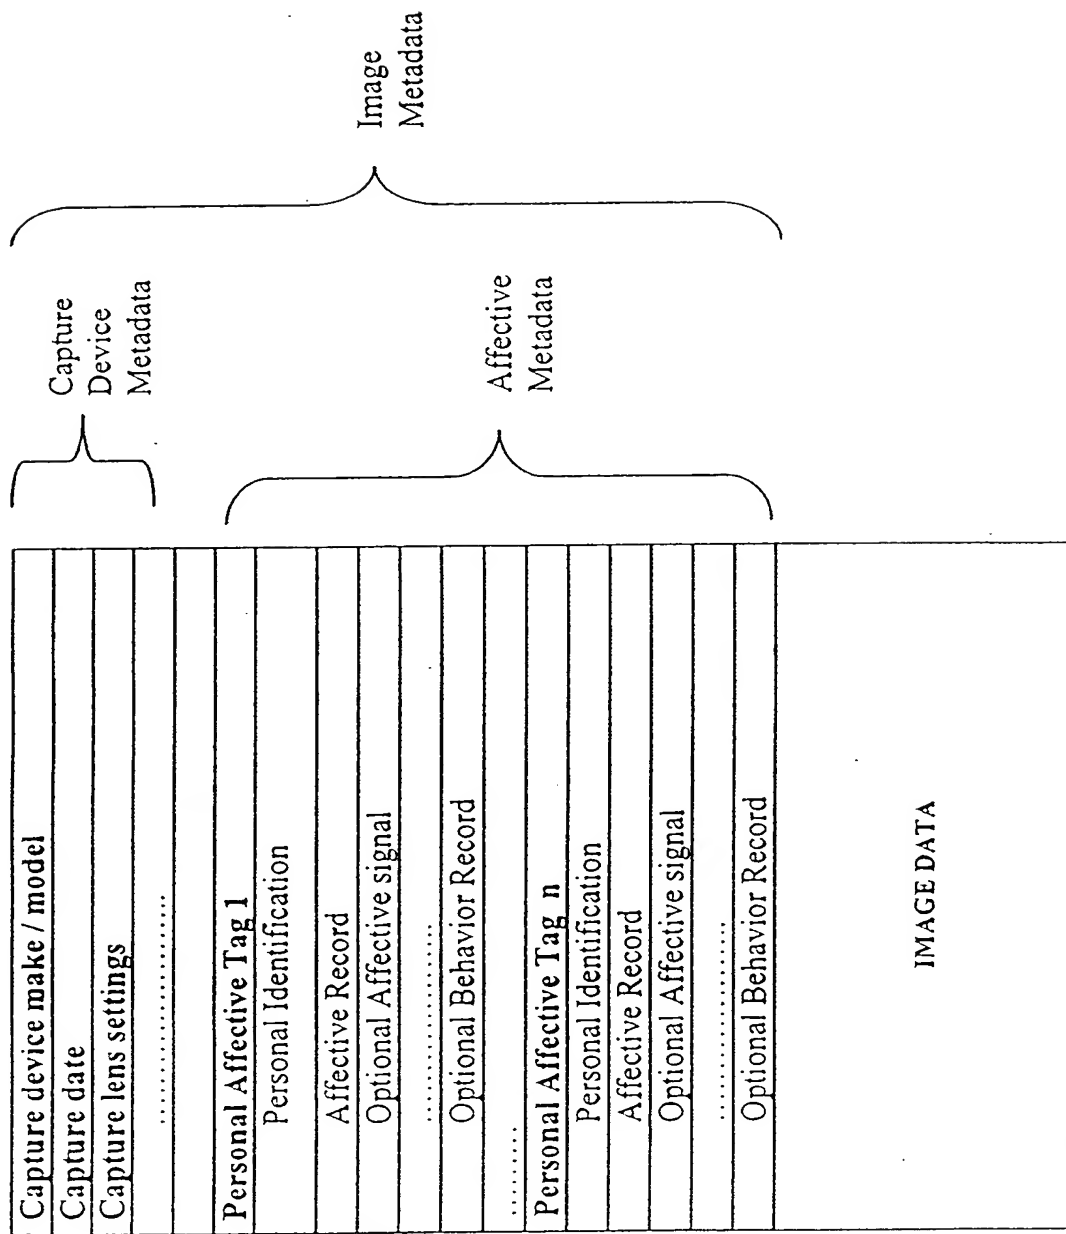 Capture device make / model
Capture date
Capture lens settings
....................
Personal Affective Tag 1
Personal Identification
Affective Record
Optional Affective signal
....................
Optional Behavior Record
.........
Personal Affective Tag n
Personal Identification
Affective Record
Optional Affective signal
....................
Optional Behavior Record
IMAGE DATA
Capture
Device
Metadata
Affective
Metadata
Image
Metadata